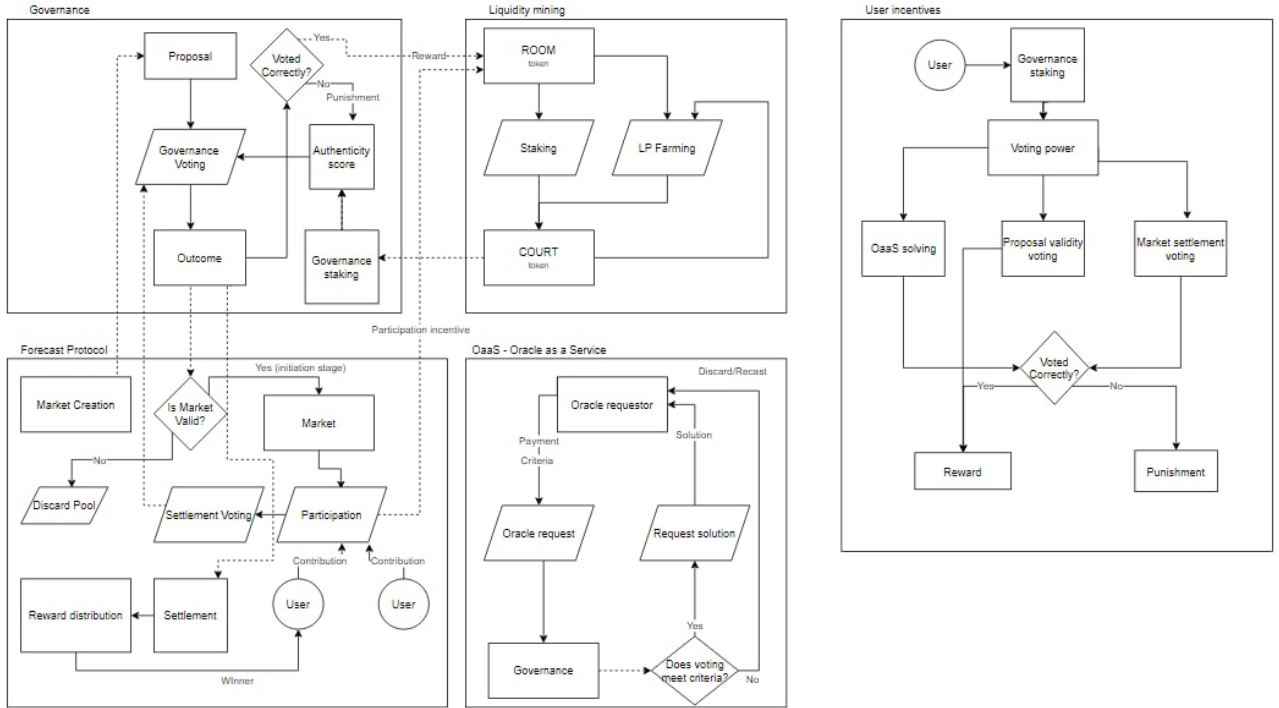 Governance
Proposal
Voted
Correctly?
Yes
No
Punishment
Governance
Voting
Authenticity
score
Outcome
Governance
staking
Reward
Participation incentive
Liquidity mining
ROOM
token
Staking
LP Farming
COURT
token
Forecast Protocol
Market Creation
Is Market
Valid?
Yes (initiation stage)
Market
No
Discard Pool
Settlement Voting
Participation
Contribution
Contribution
Reward distribution
Settlement
User
User
WInner
OaaS - Oracle as a Service
Discard/Recast
Oracle requestor
Payment
Criteria
Solution
Oracle request
Request solution
Yes
Governance
Does voting
meet criteria?
No
User incentives
User
Governance
staking
Voting power
OaaS solving
Proposal validity
voting
Market settlement
voting
Voted
Correctly?
Yes
No
Reward
Punishment